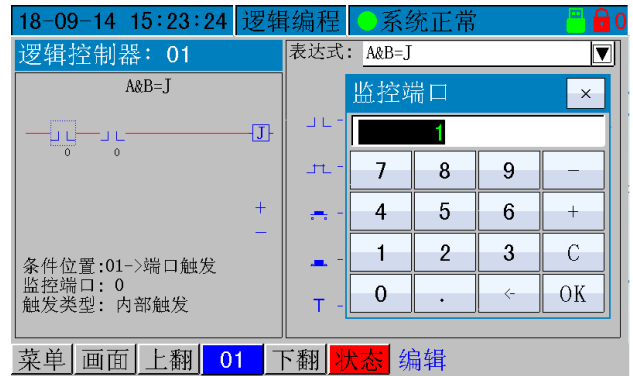 18-09-14 15:23:24 逻辑编程 系统正常 0
逻辑控制器: 01
表达式: A&B=J
A&B=J
J
0 0
+
−
条件位置:01->端口触发
监控端口: 0
触发类型: 内部触发
T
监控端口 ×
1
7 8 9 −
4 5 6 +
1 2 3 C
0 . <- OK
菜单 画面 上翻 01 下翻 状态 编辑